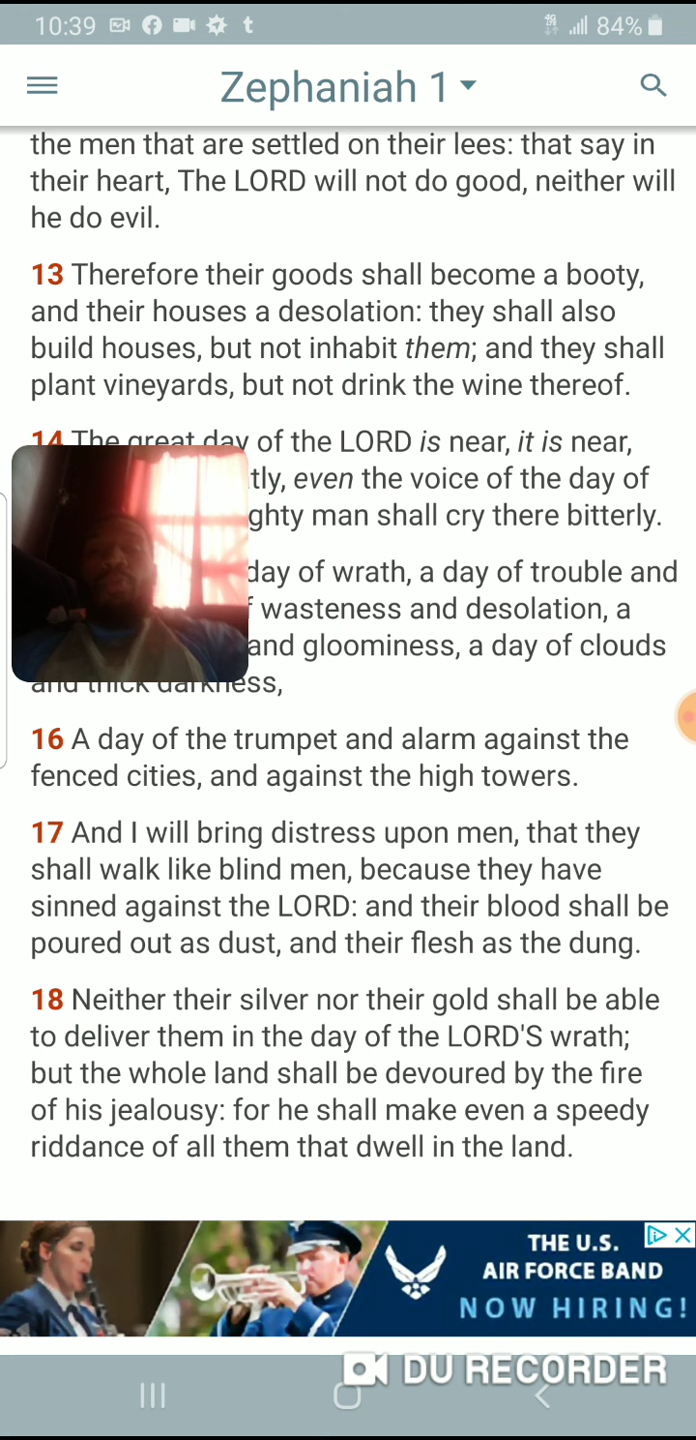 10:39
84%
Zephaniah 1
the men that are settled on their lees: that say in
their heart, The LORD will not do good, neither will
he do evil.
13 Therefore their goods shall become a booty,
and their houses a desolation: they shall also
build houses, but not inhabit them; and they shall
plant vineyards, but not drink the wine thereof.
14 The great day of the LORD is near, it is near,
tly, even the voice of the day of
ghty man shall cry there bitterly.
day of wrath, a day of trouble and
f wasteness and desolation, a
and gloominess, a day of clouds
and thick darkness,
16 A day of the trumpet and alarm against the
fenced cities, and against the high towers.
17 And I will bring distress upon men, that they
shall walk like blind men, because they have
sinned against the LORD: and their blood shall be
poured out as dust, and their flesh as the dung.
18 Neither their silver nor their gold shall be able
to deliver them in the day of the LORD'S wrath;
but the whole land shall be devoured by the fire
of his jealousy: for he shall make even a speedy
riddance of all them that dwell in the land.
THE U.S.
AIR FORCE BAND
NOW HIRING!
DU RECORDER